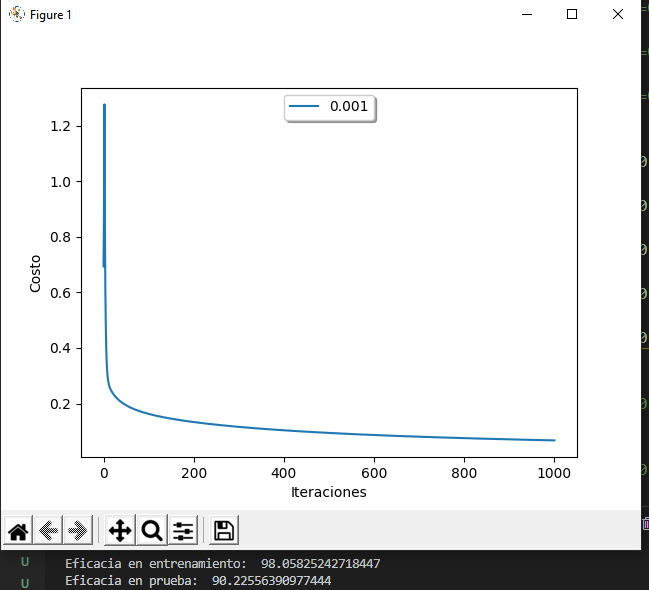 Figure 1
0.001
1.2
1.0
0.8
0.6
0.4
0.2
Costo
0 200 400 600 800 1000
Iteraciones
U Eficacia en entrenamiento: 98.05825242718447
U Eficacia en prueba: 90.22556390977444